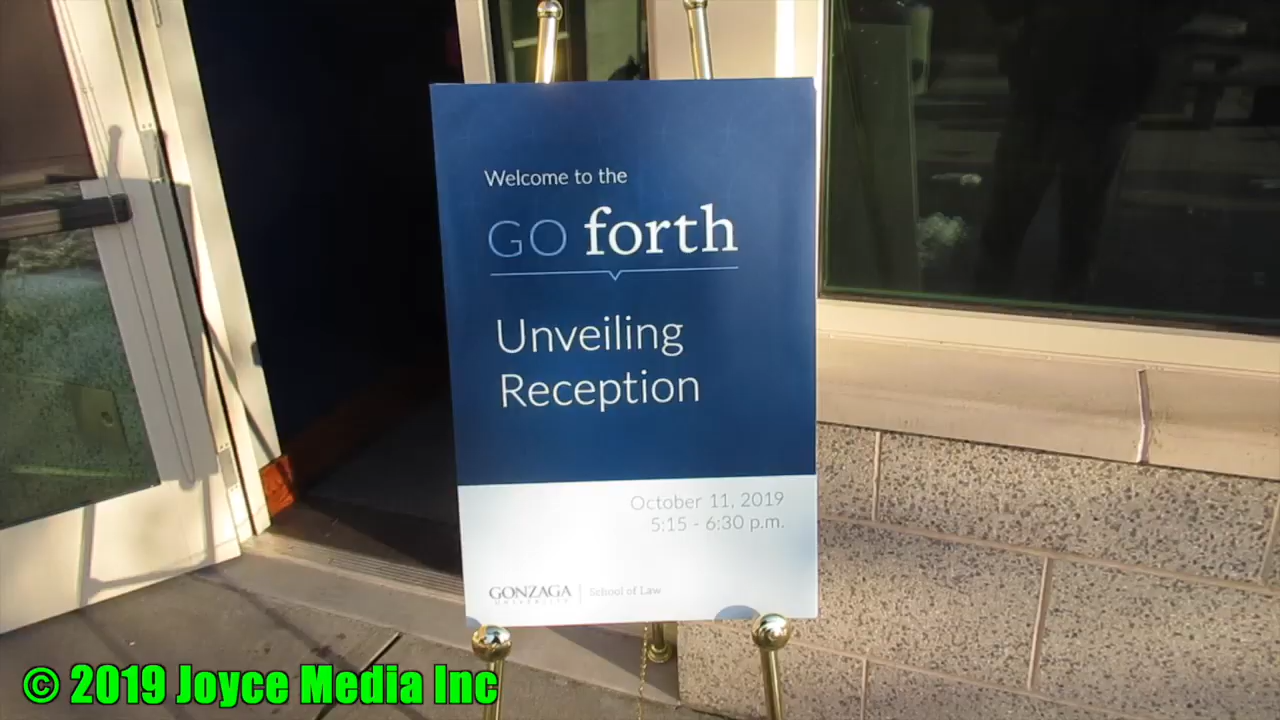 Welcome to the
GO forth
Unveiling
Reception
October 11, 2019
5:15 - 6:30 p.m.
GONZAGA | School of Law
UNIVERSITY
© 2019 Joyce Media Inc